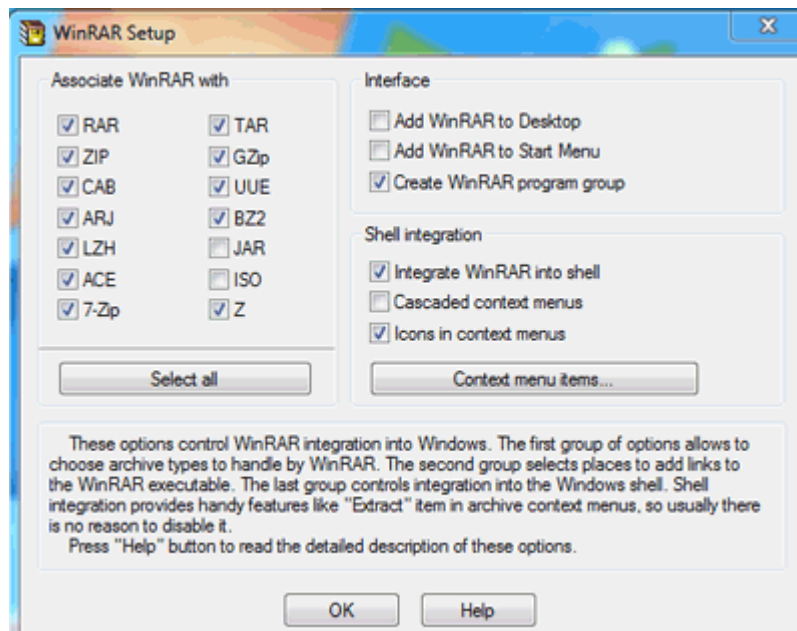 WinRAR Setup
Associate WinRAR with
RAR
ZIP
CAB
ARJ
LZH
ACE
7-Zip
TAR
GZip
UUE
BZ2
JAR
ISO
Z
Select all
Interface
Add WinRAR to Desktop
Add WinRAR to Start Menu
Create WinRAR program group
Shell integration
Integrate WinRAR into shell
Cascaded context menus
Icons in context menus
Context menu items...
These options control WinRAR integration into Windows. The first group of options allows to
choose archive types to handle by WinRAR. The second group selects places to add links to
the WinRAR executable. The last group controls integration into the Windows shell. Shell
integration provides handy features like "Extract" item in archive context menus, so usually there
is no reason to disable it.
Press "Help" button to read the detailed description of these options.
OK
Help